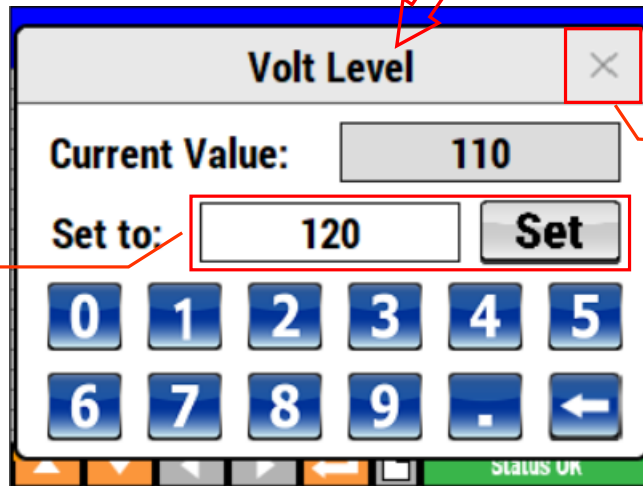 Volt Level
Current Value: 110
Set to: 120 Set
0 1 2 3 4 5
6 7 8 9 .
Status OK